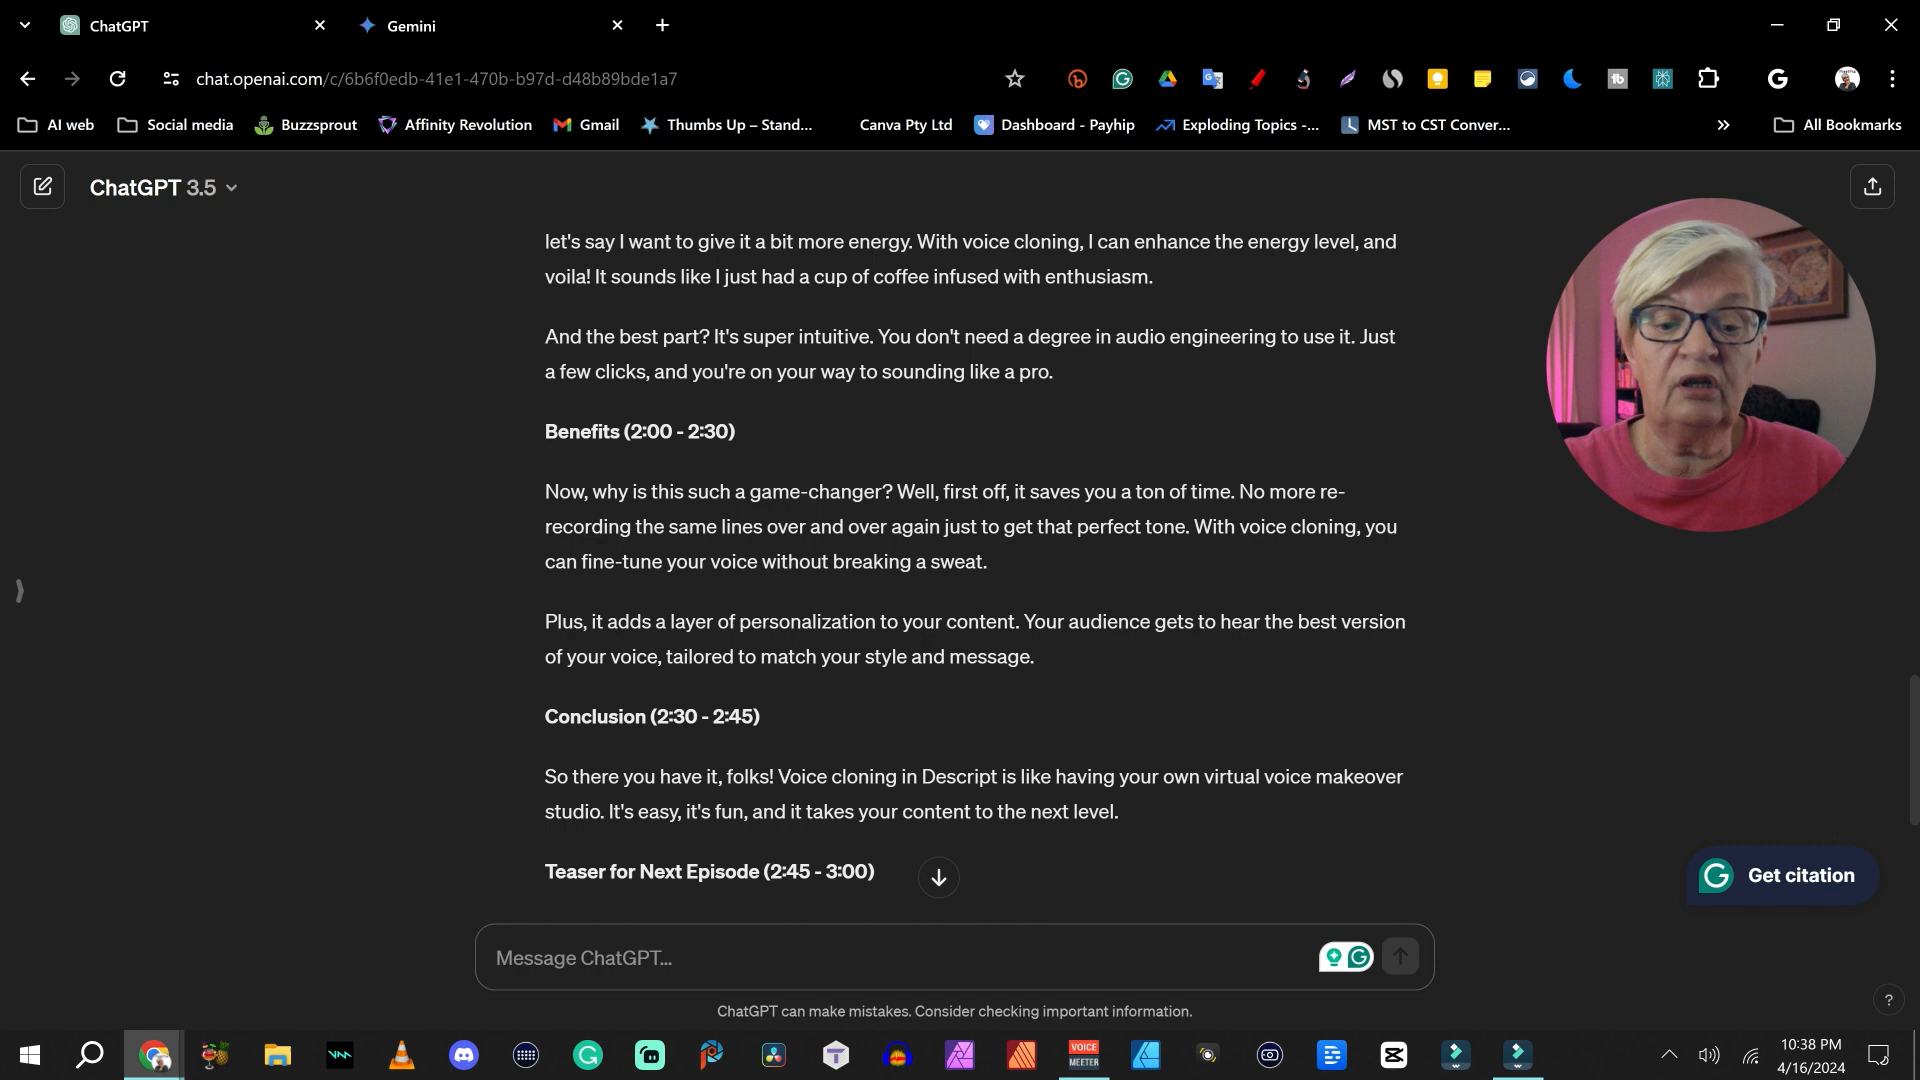 ChatGPT
Gemini
chat.openai.com/c/6b6f0edb-41e1-470b-b97d-d48b89bde1a7
AI web
Social media
Buzzsprout
Affinity Revolution
Gmail
Thumbs Up – Stand...
Canva Pty Ltd
Dashboard - Payhip
Exploding Topics -...
MST to CST Conver...
All Bookmarks
ChatGPT 3.5
let's say I want to give it a bit more energy. With voice cloning, I can enhance the energy level, and
voila! It sounds like I just had a cup of coffee infused with enthusiasm.
And the best part? It's super intuitive. You don't need a degree in audio engineering to use it. Just
a few clicks, and you're on your way to sounding like a pro.
Benefits (2:00 - 2:30)
Now, why is this such a game-changer? Well, first off, it saves you a ton of time. No more re-
recording the same lines over and over again just to get that perfect tone. With voice cloning, you
can fine-tune your voice without breaking a sweat.
Plus, it adds a layer of personalization to your content. Your audience gets to hear the best version
of your voice, tailored to match your style and message.
Conclusion (2:30 - 2:45)
So there you have it, folks! Voice cloning in Descript is like having your own virtual voice makeover
studio. It's easy, it's fun, and it takes your content to the next level.
Teaser for Next Episode (2:45 - 3:00)
Get citation
Message ChatGPT...
ChatGPT can make mistakes. Consider checking important information.
?
VOICE
MEETER
10:38 PM
4/16/2024